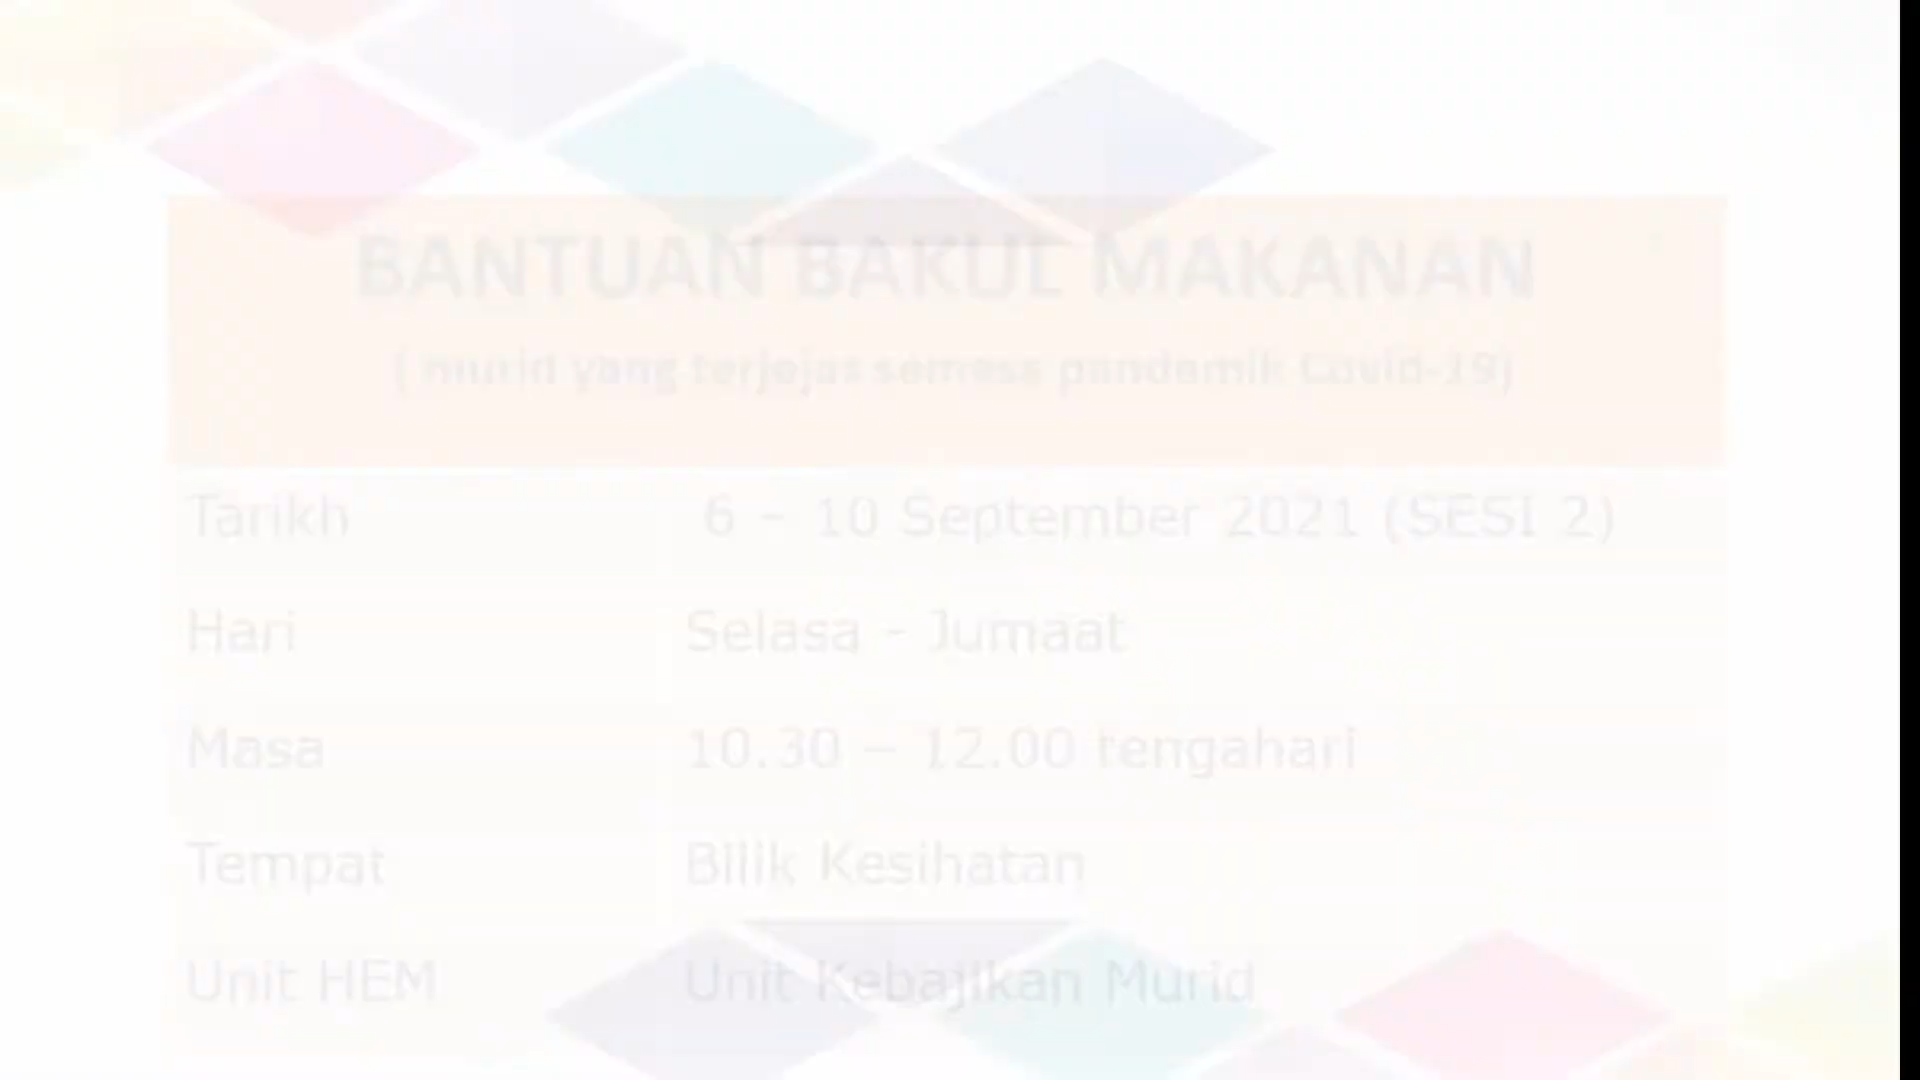 BANTUAN BAKUL MAKANAN
( murid yang terjejas semasa pandemik Covid-19)
Tarikh 6 – 10 September 2021 (SESI 2)
Hari Selasa - Jumaat
Masa 10.30 – 12.00 tengahari
Tempat Bilik Kesihatan
Unit HEM Unit Kebajikan Murid